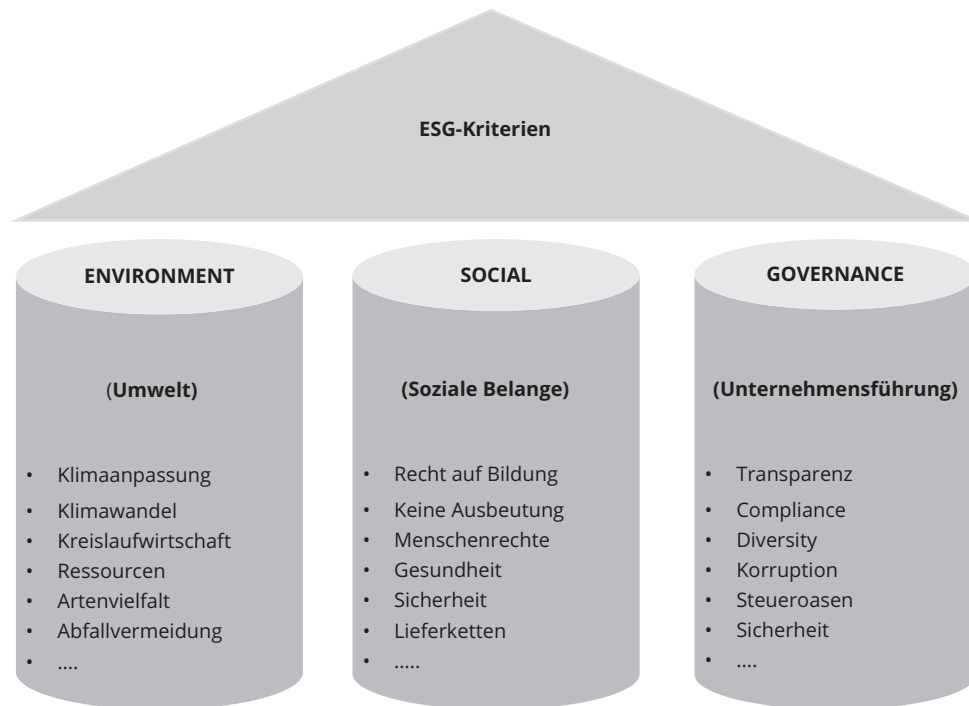 ESG-Kriterien
ENVIRONMENT
(Umwelt)
• Klimaanpassung
• Klimawandel
• Kreislaufwirtschaft
• Ressourcen
• Artenvielfalt
• Abfallvermeidung
• ....
SOCIAL
(Soziale Belange)
• Recht auf Bildung
• Keine Ausbeutung
• Menschenrechte
• Gesundheit
• Sicherheit
• Lieferketten
• .....
GOVERNANCE
(Unternehmensführung)
• Transparenz
• Compliance
• Diversity
• Korruption
• Steueroasen
• Sicherheit
• ....